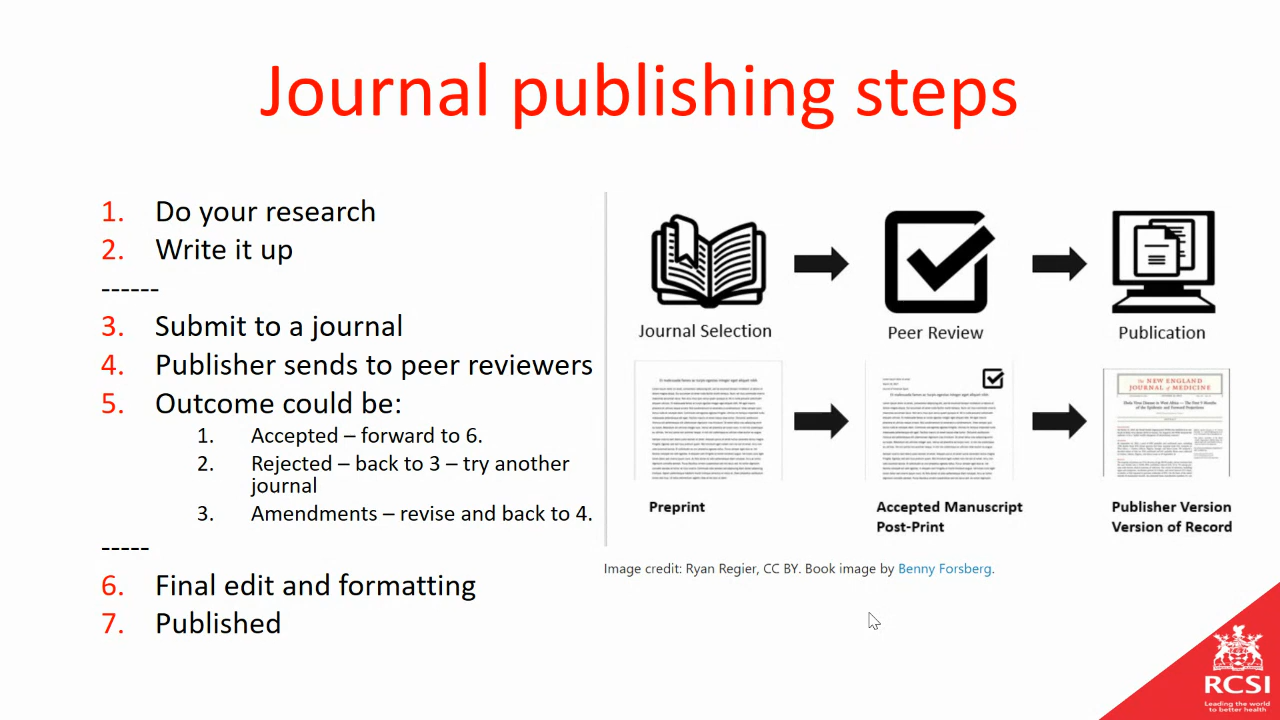 Journal publishing steps
1. Do your research
2. Write it up
------
3. Submit to a journal
4. Publisher sends to peer reviewers
5. Outcome could be:
1. Accepted – forward to 6.
2. Rejected – back to 3 – try another
journal
3. Amendments – revise and back to 4.
-----
6. Final edit and formatting
7. Published
Journal Selection
Peer Review
Publication
The NEW ENGLAND
JOURNAL of MEDICINE
Preprint
Accepted Manuscript
Post-Print
Publisher Version
Version of Record
Image credit: Ryan Regier, CC BY. Book image by Benny Forsberg.
RCSI
Leading the world
to better health